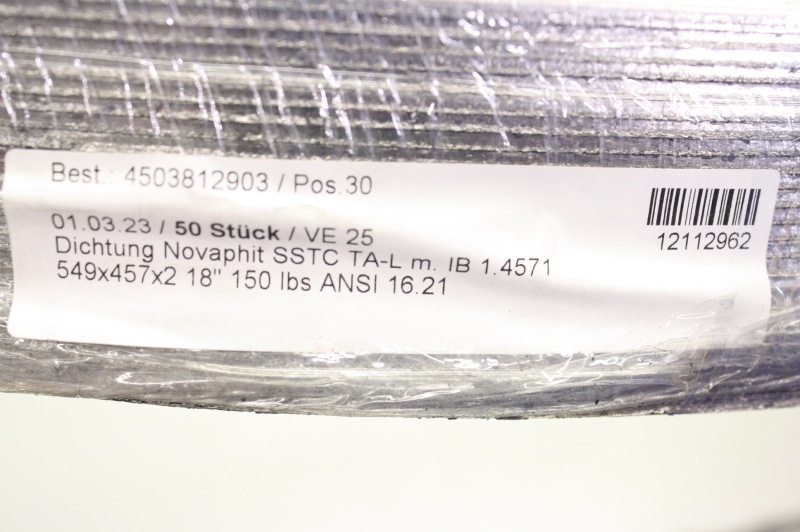 Best.: 4503812903 / Pos.30
01.03.23 / 50 Stück / VE 25
Dichtung Novaphit SSTC TA-L m. IB 1.4571
549x457x2 18" 150 lbs ANSI 16.21
12112962